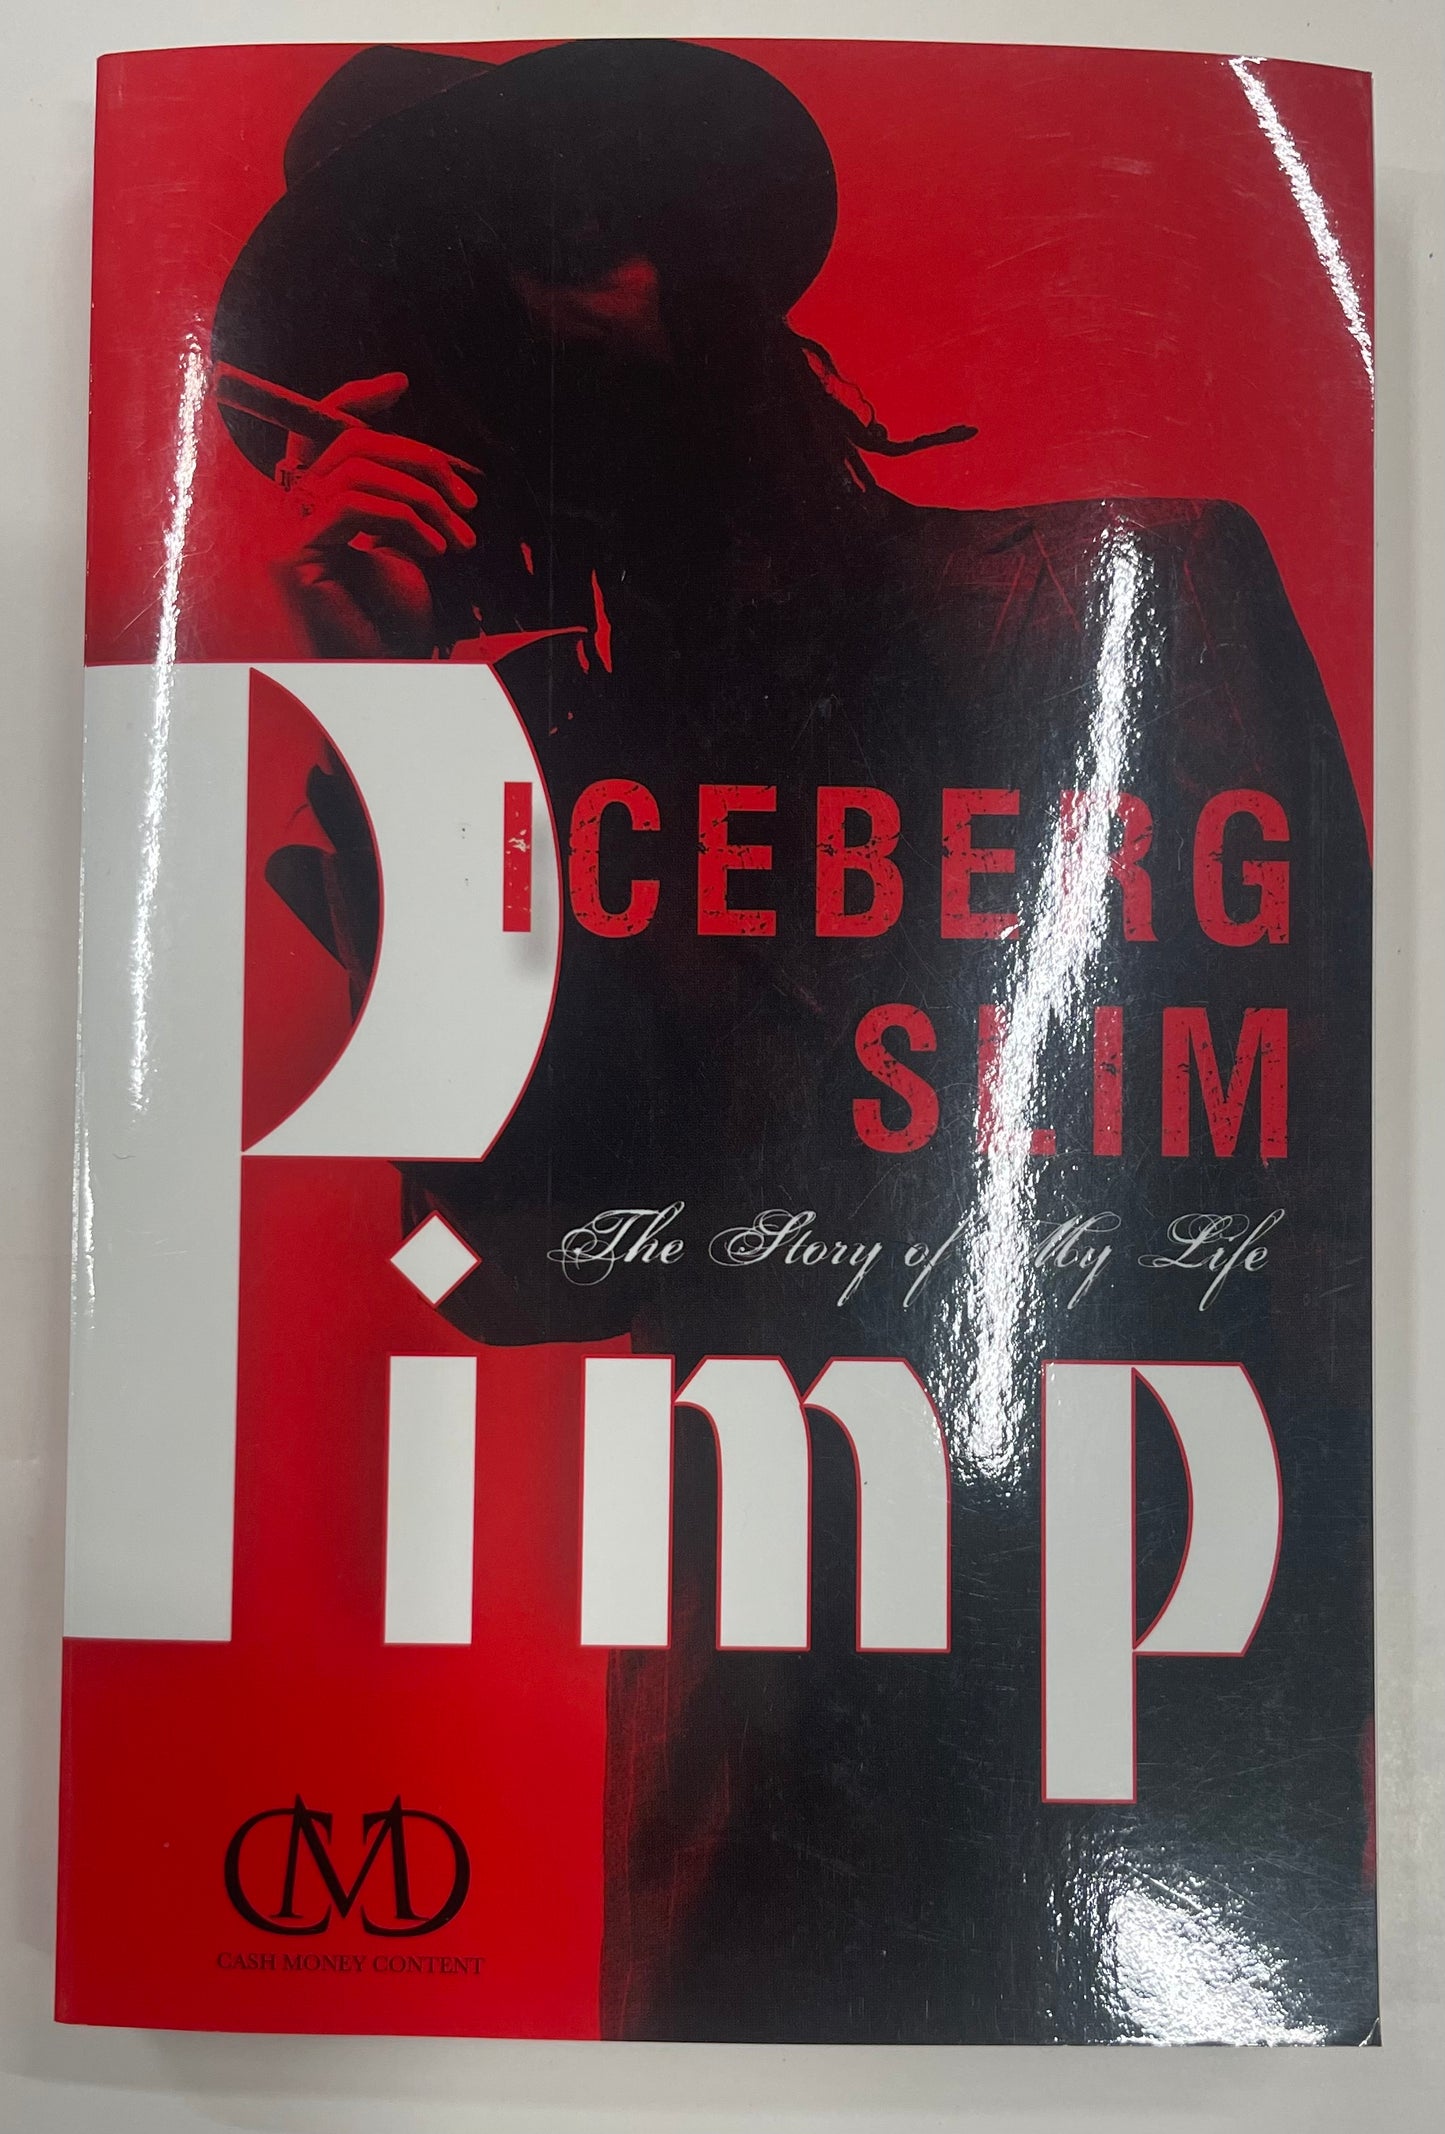 ICEBERG
SLIM
The Story of My Life
Pimp
CMC
CASH MONEY CONTENT